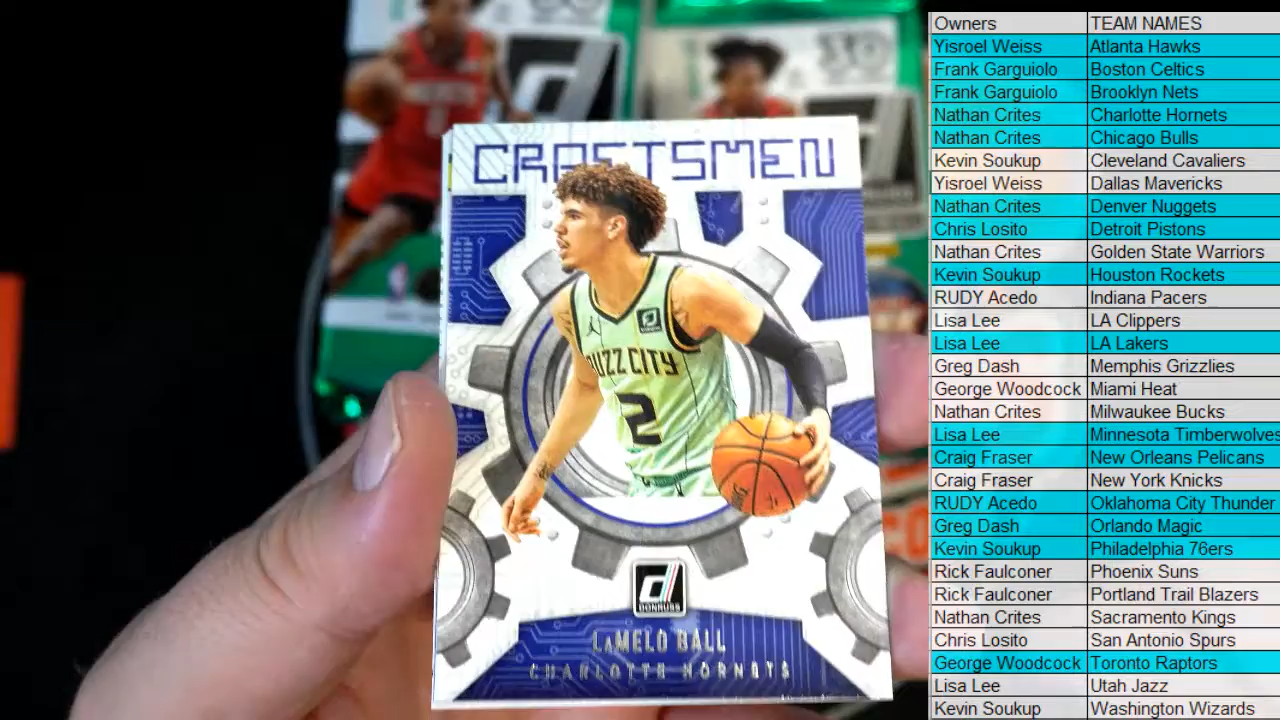 CRAFTSMEN
BUZZ CITY
2
DONRUSS
LaMELO BALL
CHARLOTTE HORNETS
Owners TEAM NAMES
Yisroel Weiss Atlanta Hawks
Frank Garguiolo Boston Celtics
Frank Garguiolo Brooklyn Nets
Nathan Crites Charlotte Hornets
Nathan Crites Chicago Bulls
Kevin Soukup Cleveland Cavaliers
Yisroel Weiss Dallas Mavericks
Nathan Crites Denver Nuggets
Chris Losito Detroit Pistons
Nathan Crites Golden State Warriors
Kevin Soukup Houston Rockets
RUDY Acedo Indiana Pacers
Lisa Lee LA Clippers
Lisa Lee LA Lakers
Greg Dash Memphis Grizzlies
George Woodcock Miami Heat
Nathan Crites Milwaukee Bucks
Lisa Lee Minnesota Timberwolves
Craig Fraser New Orleans Pelicans
Craig Fraser New York Knicks
RUDY Acedo Oklahoma City Thunder
Greg Dash Orlando Magic
Kevin Soukup Philadelphia 76ers
Rick Faulconer Phoenix Suns
Rick Faulconer Portland Trail Blazers
Nathan Crites Sacramento Kings
Chris Losito San Antonio Spurs
George Woodcock Toronto Raptors
Lisa Lee Utah Jazz
Kevin Soukup Washington Wizards